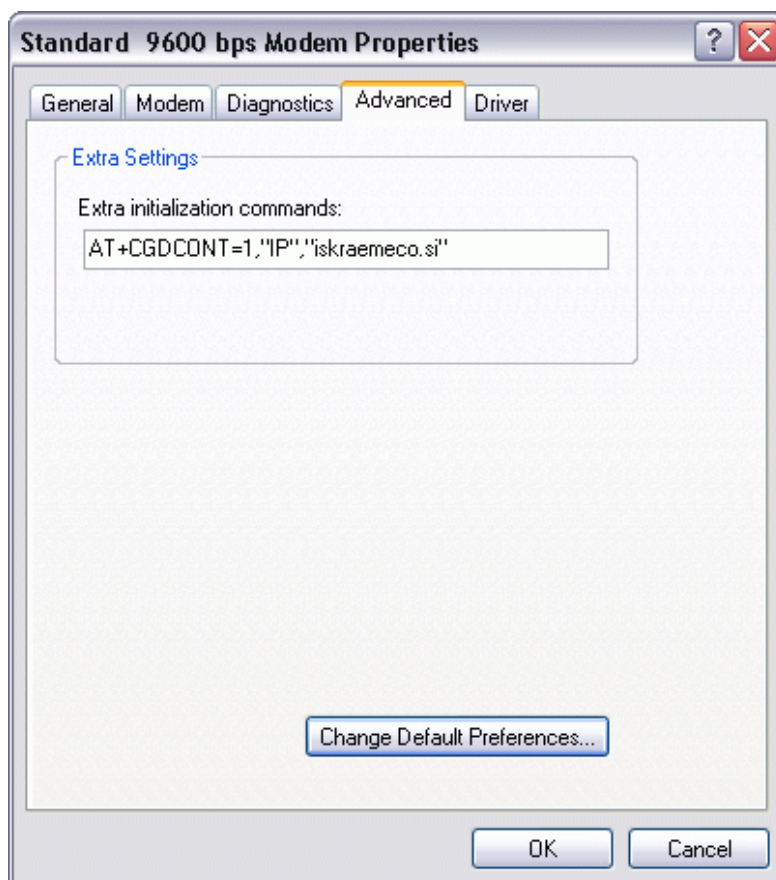 Standard 9600 bps Modem Properties
General Modem Diagnostics Advanced Driver
Extra Settings
Extra initialization commands:
AT+CGDCONT=1,"IP","iskraemeco.si"
Change Default Preferences...
OK Cancel